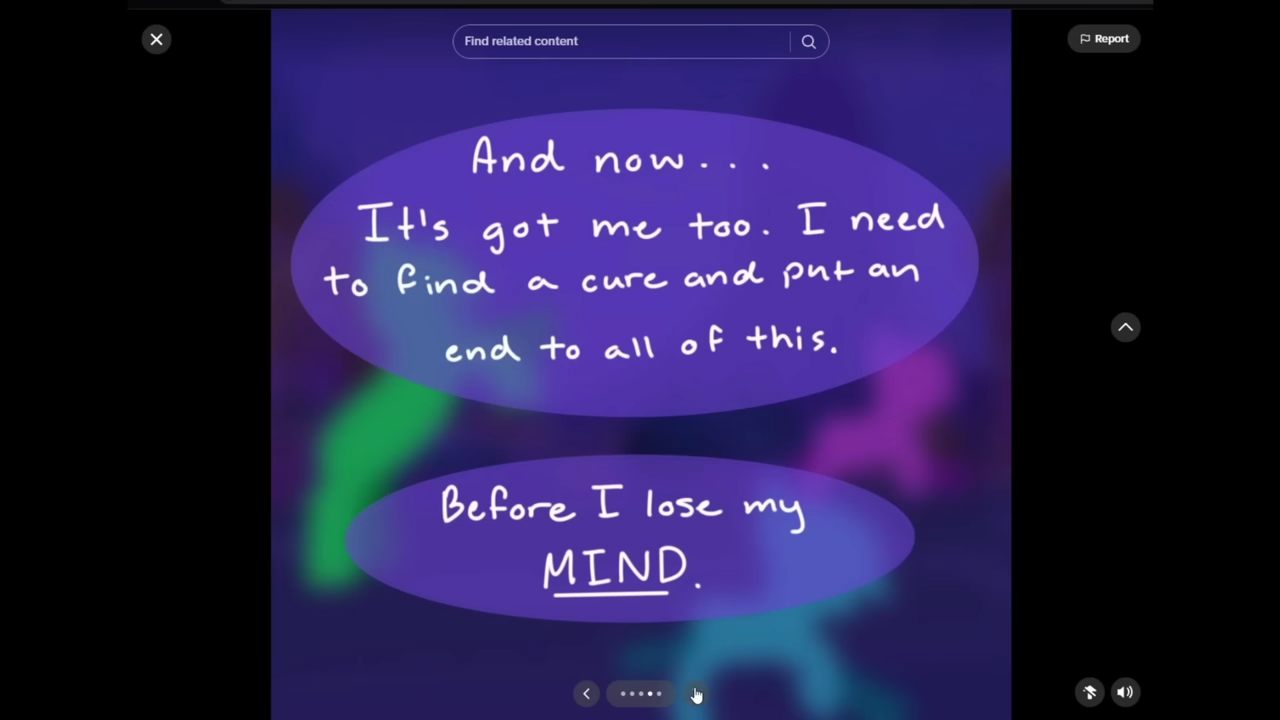 Find related content
Report
And now...
It's got me too. I need
to find a cure and put an
end to all of this.
Before I lose my
MIND.